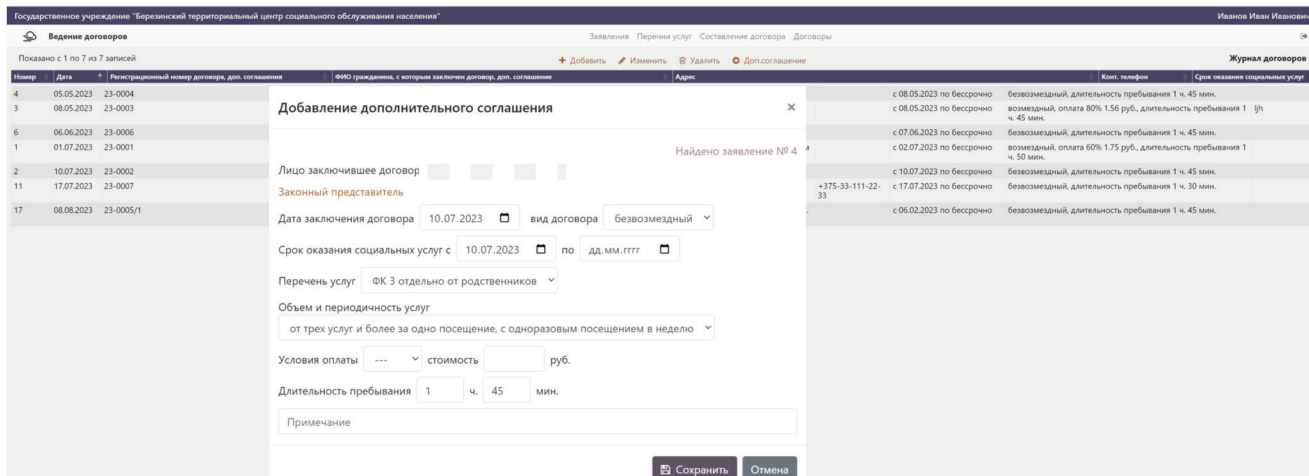 Государственное учреждение "Березинский территориальный центр социального обслуживания населения" Иванов Иван Иванович
Ведение договоров Заявления Перечни услуг Составление договора Договоры
Показано с 1 по 7 из 7 записей Добавить Изменить Удалить Доп.соглашение Журнал договоров
Номер Дата Регистрационный номер договора, доп. соглашения ФИО гражданина, с которым заключен договор, доп. соглашение Адрес Конт. телефон Срок оказания социальных услуг
4 05.05.2023 23-0004 с 08.05.2023 по бессрочно безвозмездный, длительность пребывания 1 ч. 45 мин.
3 08.05.2023 23-0003 с 08.05.2023 по бессрочно возмездный, оплата 80% 1.56 руб., длительность пребывания 1 ljh
ч. 45 мин.
6 06.06.2023 23-0006 с 07.06.2023 по бессрочно безвозмездный, длительность пребывания 1 ч. 45 мин.
1 01.07.2023 23-0001 с 02.07.2023 по бессрочно возмездный, оплата 60% 1.75 руб., длительность пребывания 1
ч. 50 мин.
2 10.07.2023 23-0002 с 10.07.2023 по бессрочно безвозмездный, длительность пребывания 1 ч. 45 мин.
11 17.07.2023 23-0007 +375-33-111-22- с 17.07.2023 по бессрочно безвозмездный, длительность пребывания 1 ч. 30 мин.
33
17 08.08.2023 23-0005/1 с 06.02.2023 по бессрочно безвозмездный, длительность пребывания 1 ч. 45 мин.
Добавление дополнительного соглашения ×
Найдено заявление № 4
Лицо заключившее договор
Законный представитель
Дата заключения договора 10.07.2023 вид договора безвозмездный
Срок оказания социальных услуг с 10.07.2023 по дд.мм.гггг
Перечень услуг ФК 3 отдельно от родственников
Объем и периодичность услуг
от трех услуг и более за одно посещение, с одноразовым посещением в неделю
Условия оплаты --- стоимость руб.
Длительность пребывания 1 ч. 45 мин.
Примечание
Сохранить Отмена